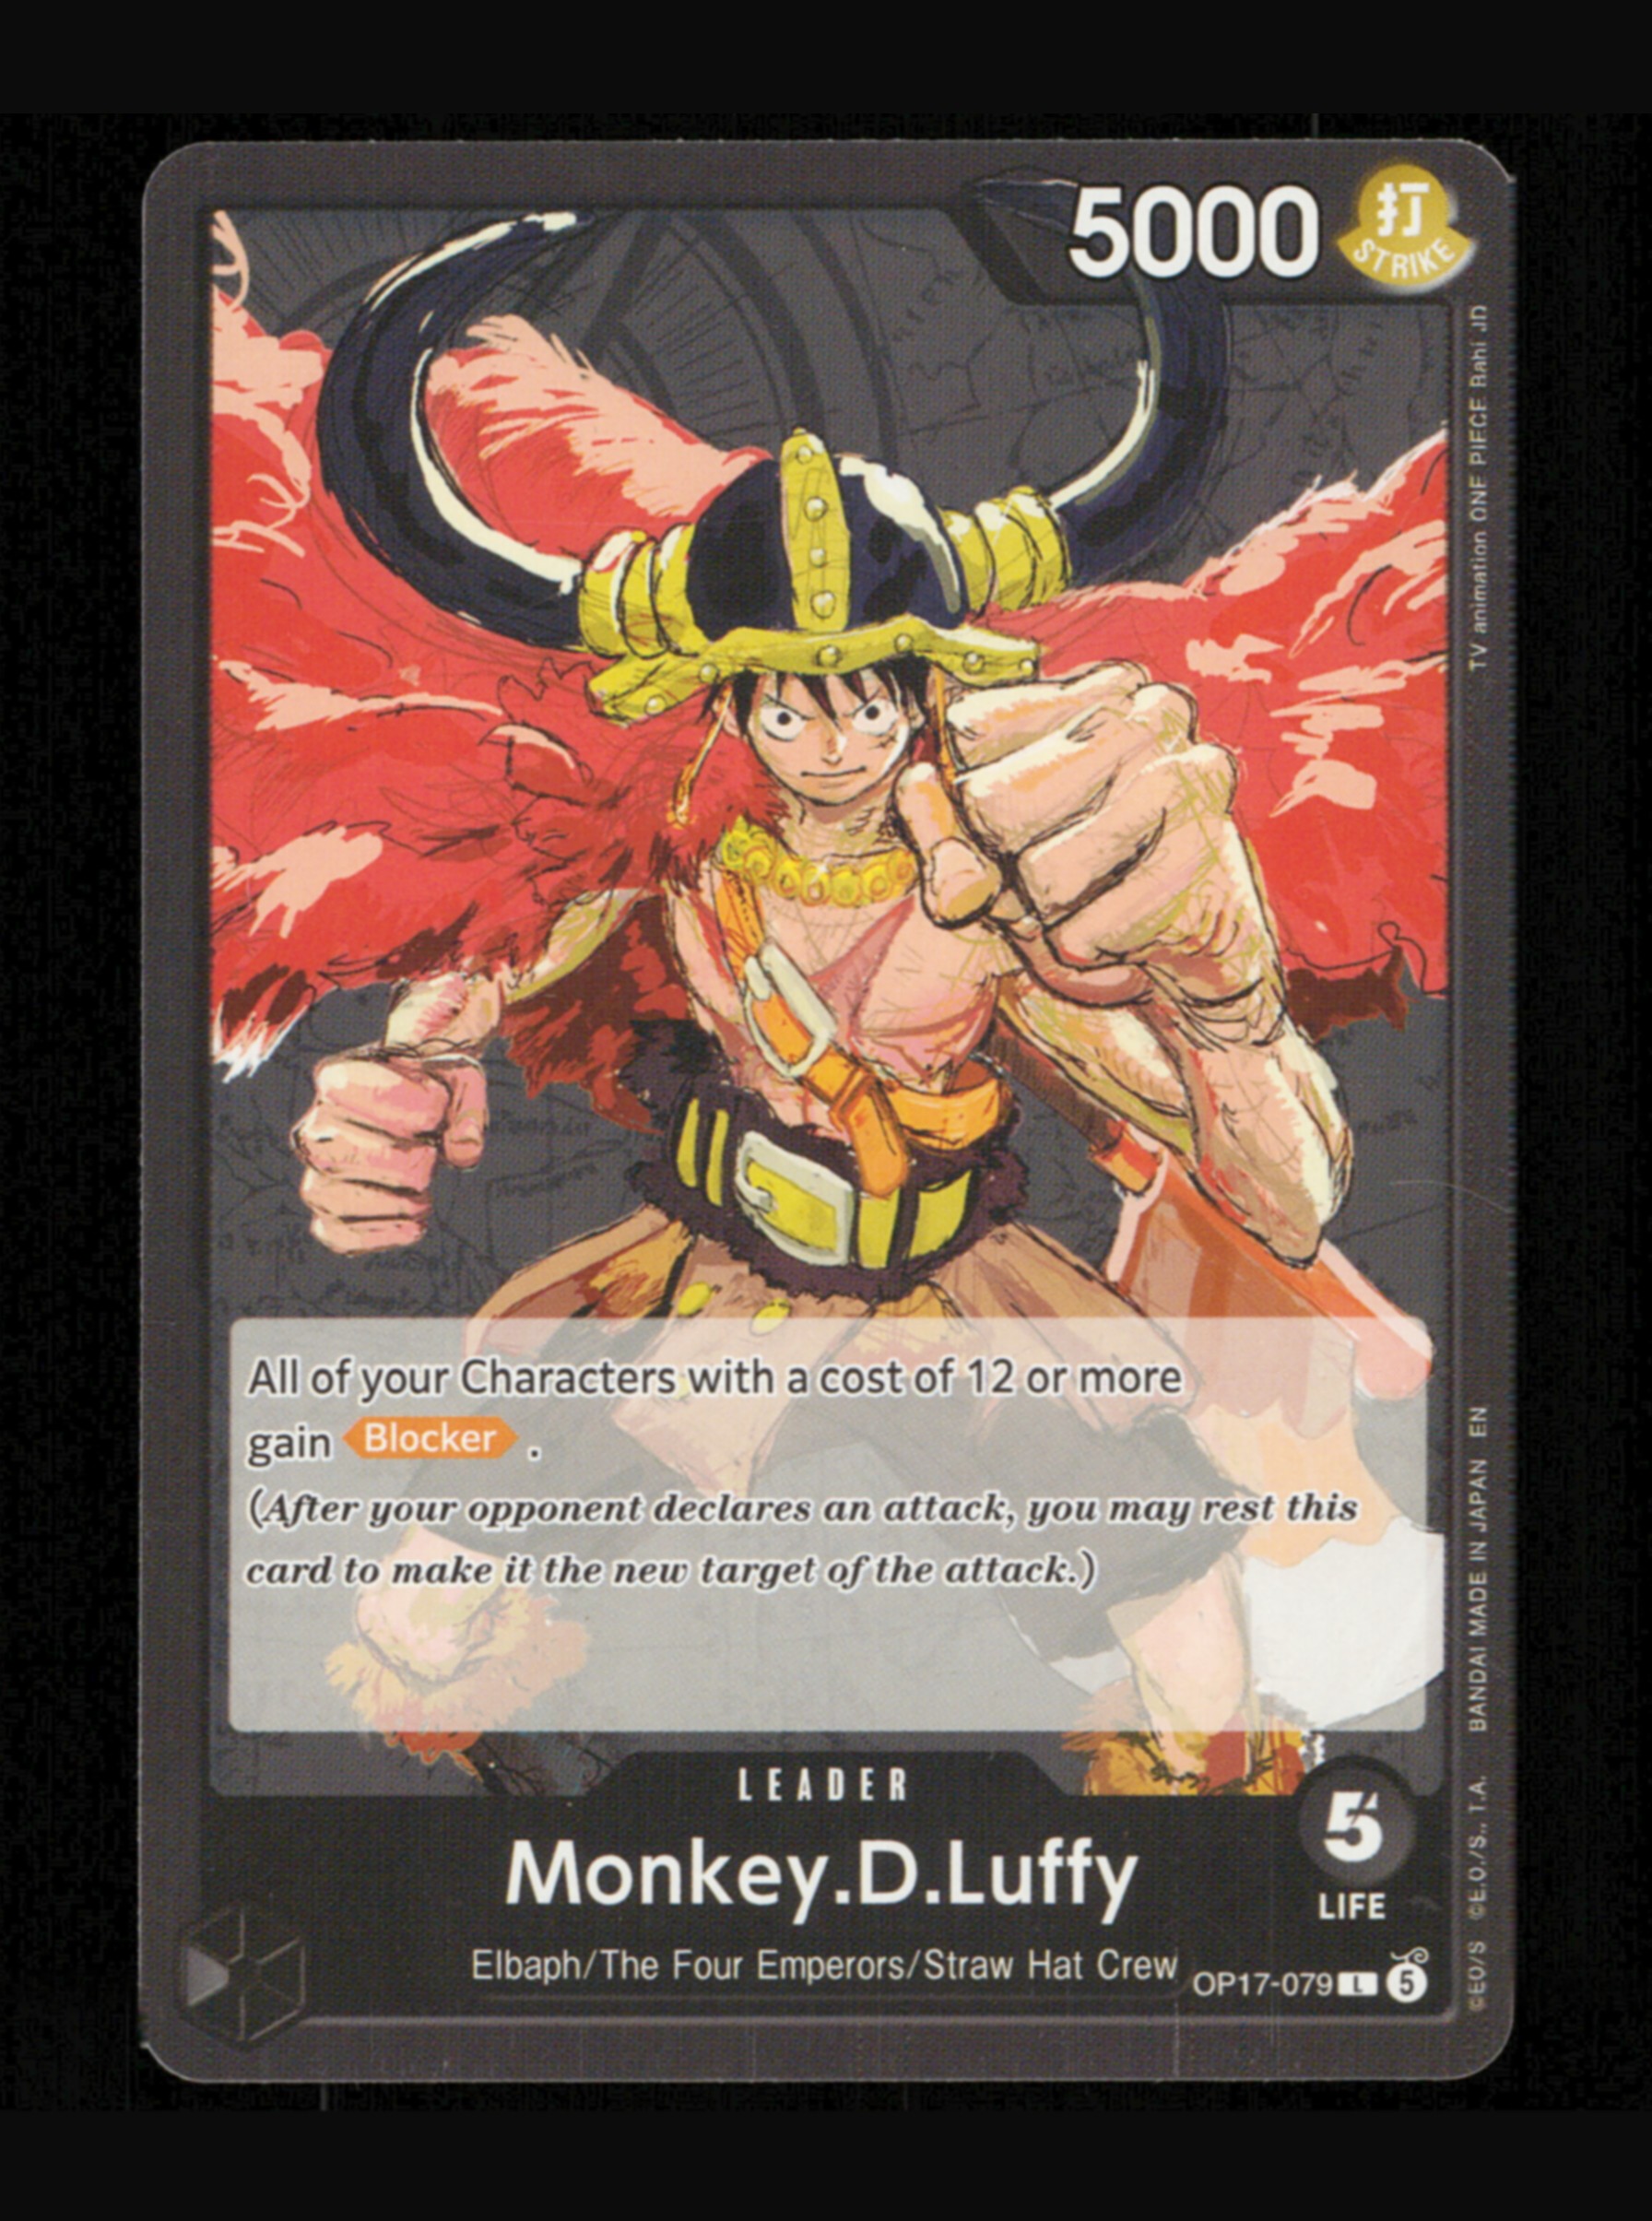 5000
打
STRIKE
TV animation ONE PIECE Rahi JD
All of your Characters with a cost of 12 or more
gain Blocker .
(After your opponent declares an attack, you may rest this
card to make it the new target of the attack.)
LEADER
Monkey.D.Luffy
5
LIFE
Elbaph/The Four Emperors/Straw Hat Crew
OP17-079 L 5
©EO/S ©E.O./S., T.A. BANDAI MADE IN JAPAN EN